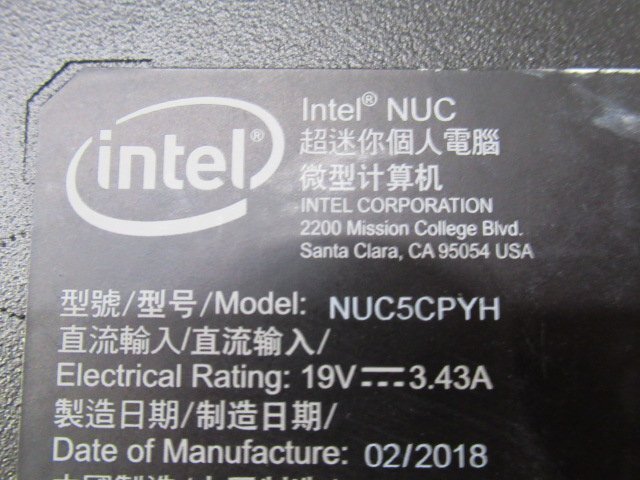 intel®
Intel® NUC
超迷你個人電腦
微型计算机
INTEL CORPORATION
2200 Mission College Blvd.
Santa Clara, CA 95054 USA
型號/型号/Model: NUC5CPYH
直流輸入/直流输入/
Electrical Rating: 19V⎓3.43A
製造日期/制造日期/
Date of Manufacture: 02/2018